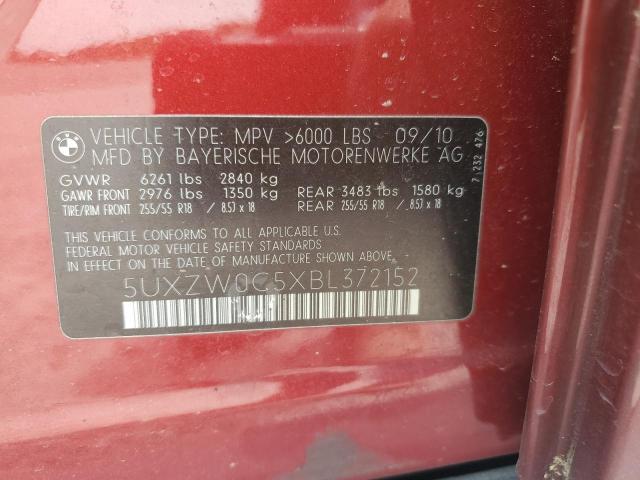 BMW
VEHICLE TYPE: MPV >6000 LBS 09/10
MFD BY BAYERISCHE MOTORENWERKE AG
GVWR 6261 lbs 2840 kg
GAWR FRONT 2976 lbs 1350 kg REAR 3483 lbs 1580 kg
TIRE/RIM FRONT 255/55 R18 / 8.5J x 18 REAR 255/55 R18 / 8.5J x 18
THIS VEHICLE CONFORMS TO ALL APPLICABLE U.S.
FEDERAL MOTOR VEHICLE SAFETY STANDARDS
IN EFFECT ON THE DATE OF MANUFACTURE SHOWN ABOVE.
5UXZW0C5XBL372152
7 232 476